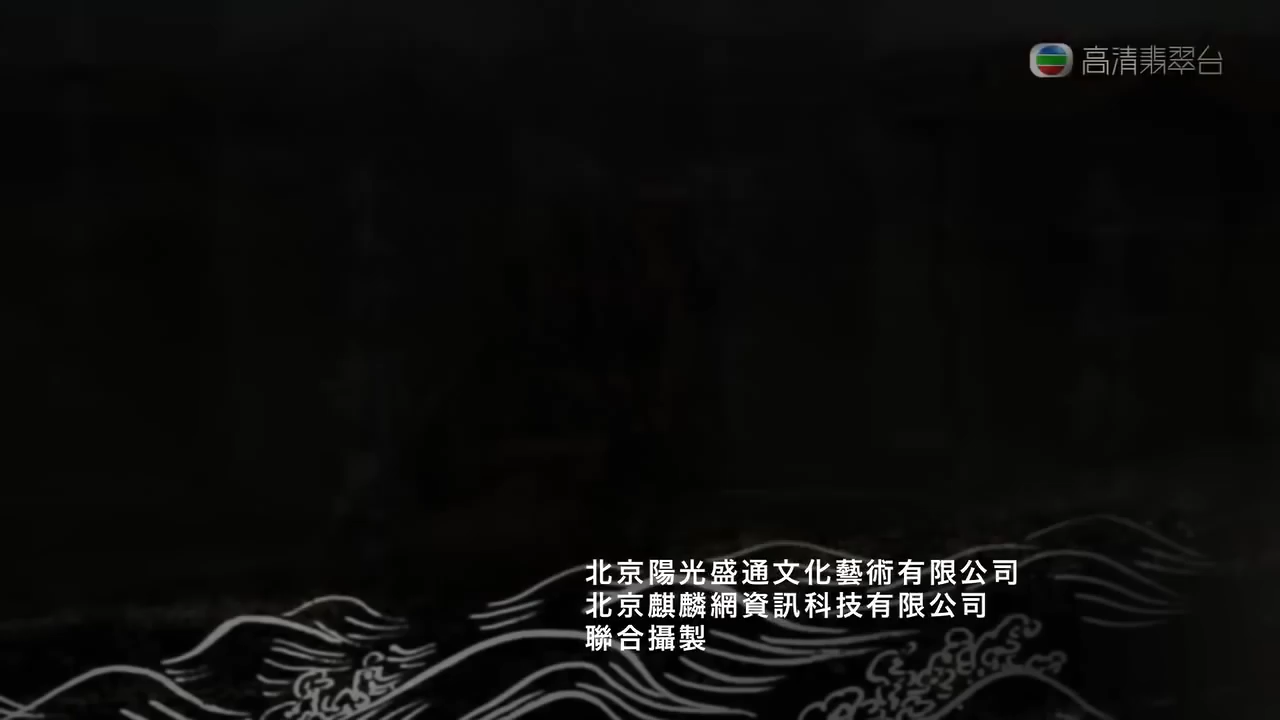 高清翡翠台
北京陽光盛通文化藝術有限公司
北京麒麟網資訊科技有限公司
聯合攝製